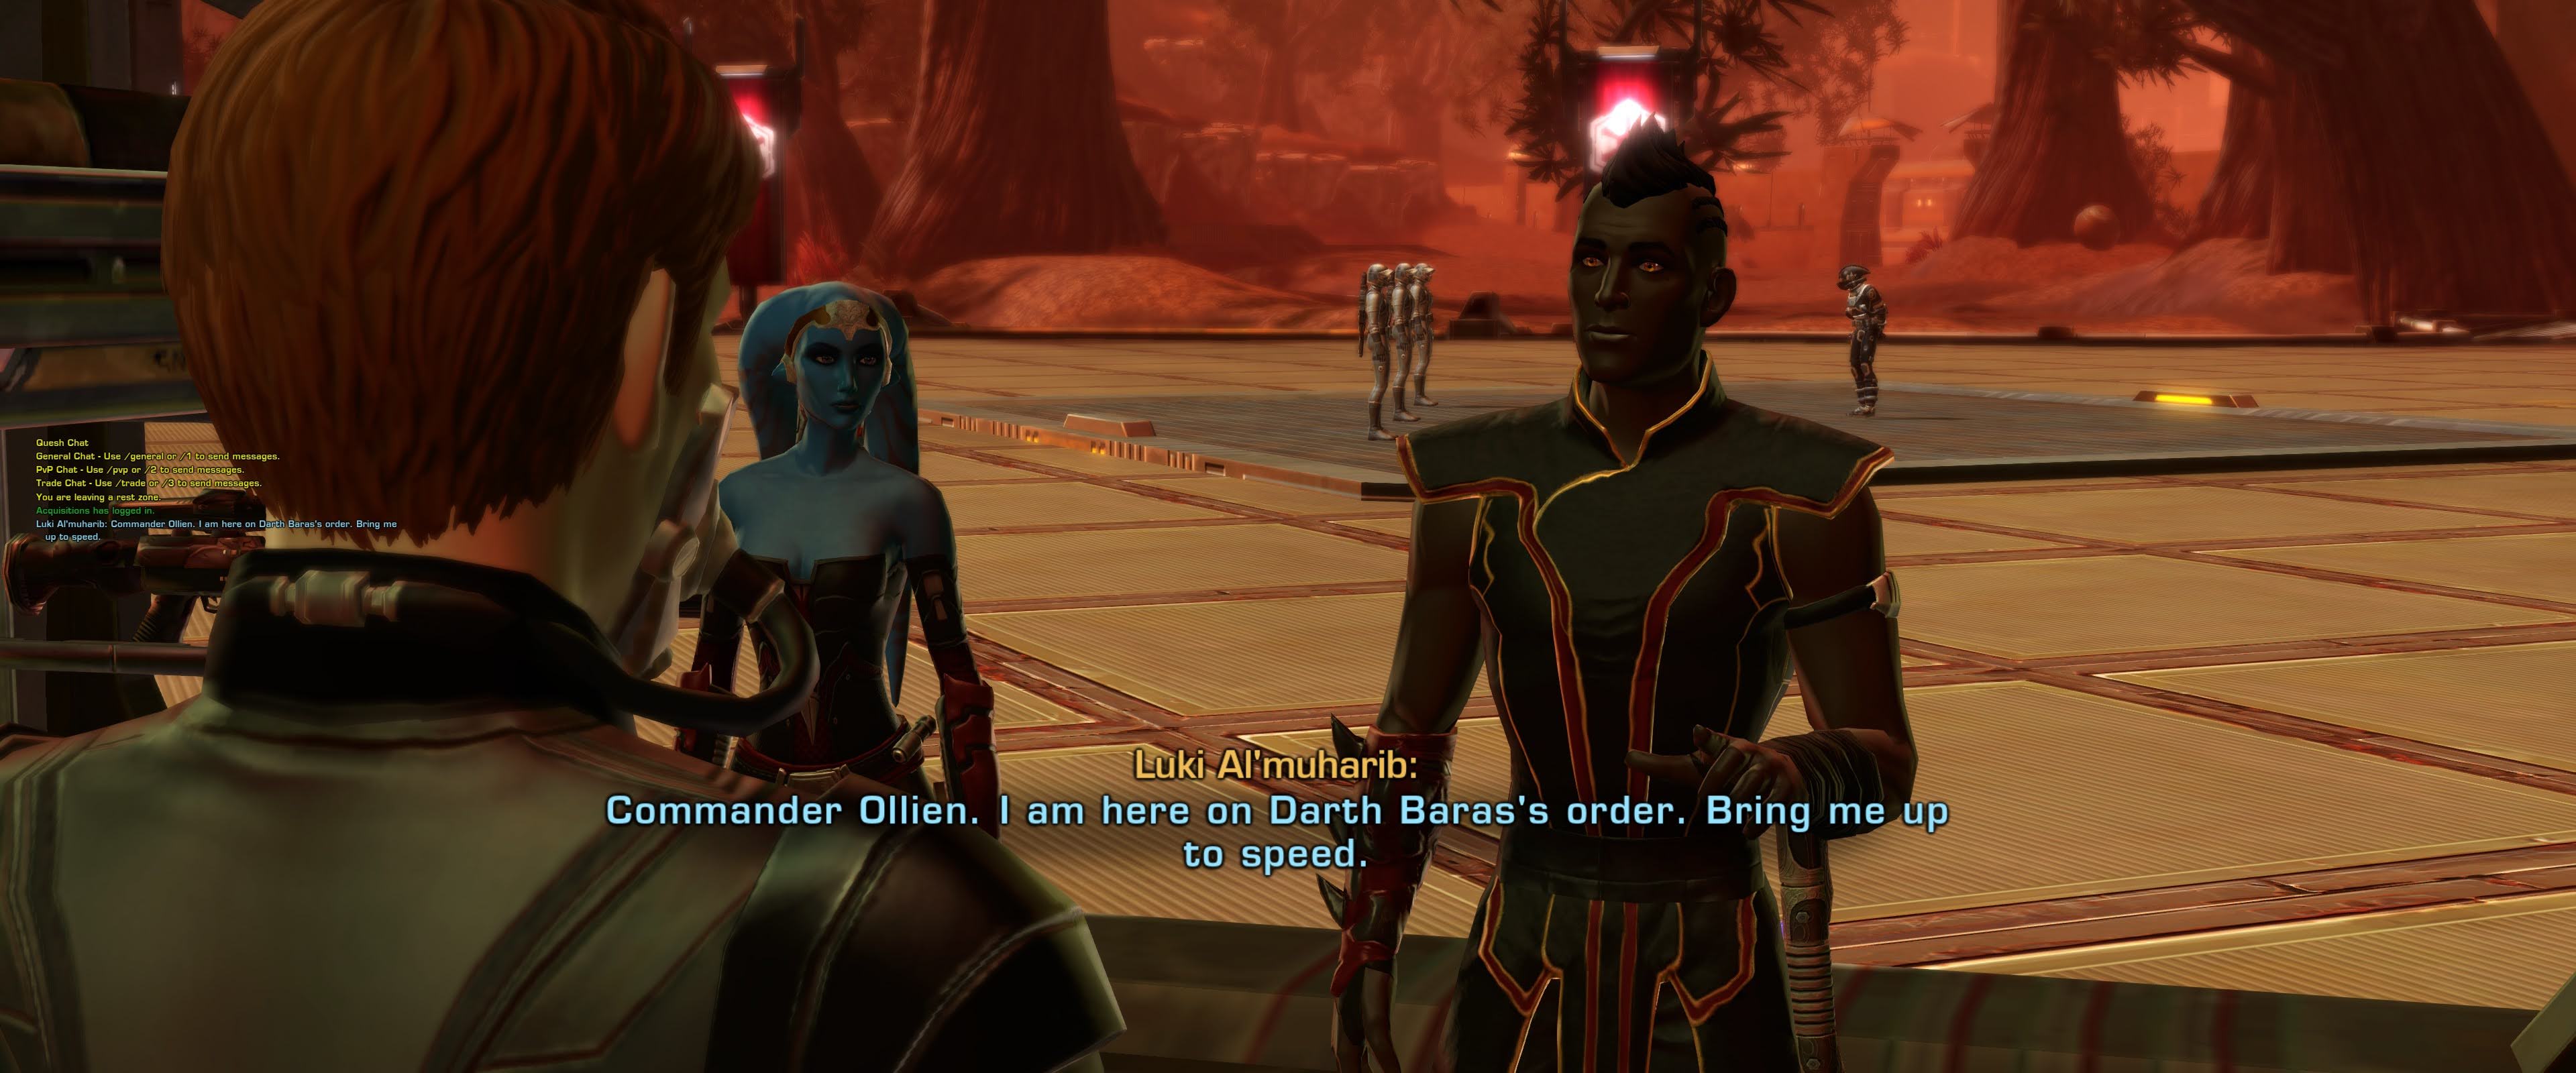 Quesh Chat
General Chat - Use /general or /1 to send messages.
PvP Chat - Use /pvp or /2 to send messages.
Trade Chat - Use /trade or /3 to send messages.
You are leaving a rest zone.
Acquisitions has logged in.
Luki Al'muharib: Commander Ollien. I am here on Darth Baras's order. Bring me
up to speed.
Luki Al'muharib:
Commander Ollien. I am here on Darth Baras's order. Bring me up
to speed.